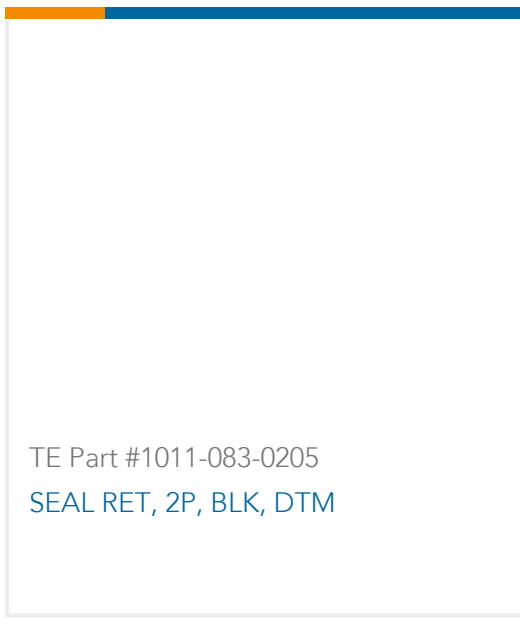 TE Part #1011-083-0205
SEAL RET, 2P, BLK, DTM